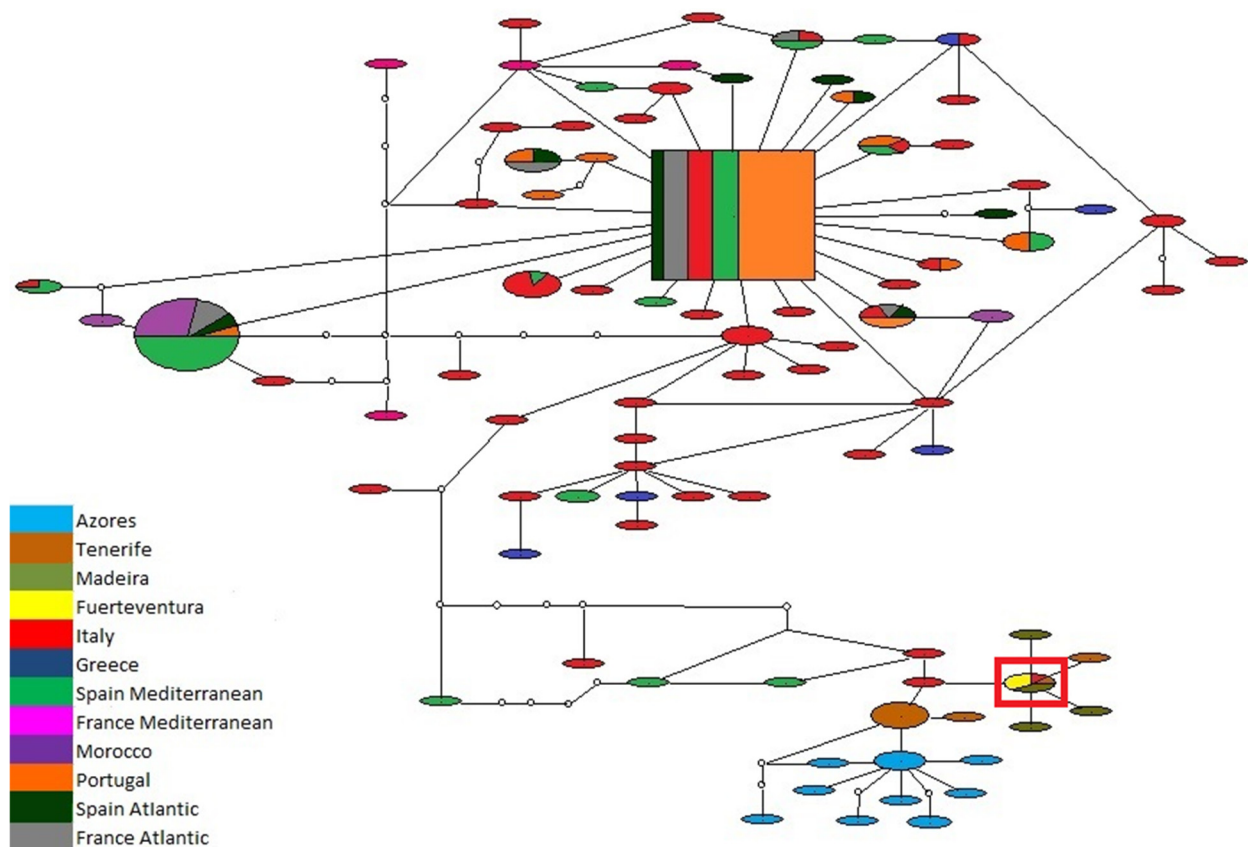 Azores
Tenerife
Madeira
Fuerteventura
Italy
Greece
Spain Mediterranean
France Mediterranean
Morocco
Portugal
Spain Atlantic
France Atlantic